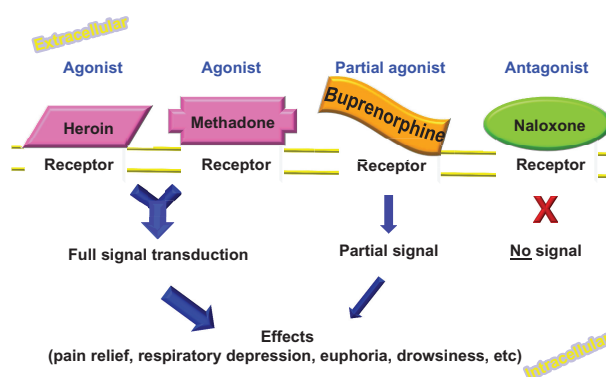 Extracellular
Agonist Agonist Partial agonist Antagonist
Heroin Methadone Buprenorphine Naloxone
Receptor Receptor Receptor Receptor
X
Full signal transduction Partial signal No signal
Effects
(pain relief, respiratory depression, euphoria, drowsiness, etc)
Intracellular